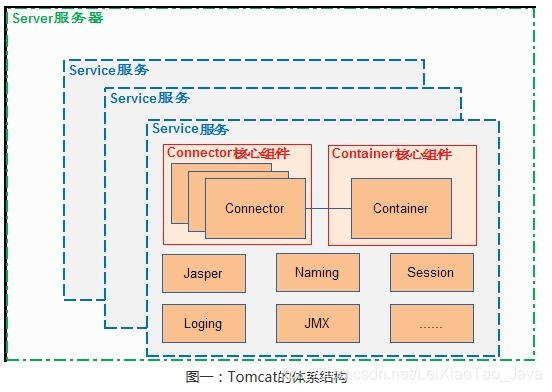 Server服务器
Service服务
Service服务
Service服务
Connector核心组件
Container核心组件
Connector
Container
Jasper
Naming
Session
Loging
JMX
......
图一：Tomcat的体系结构
csdn.net/LeiXiaoTao_Java